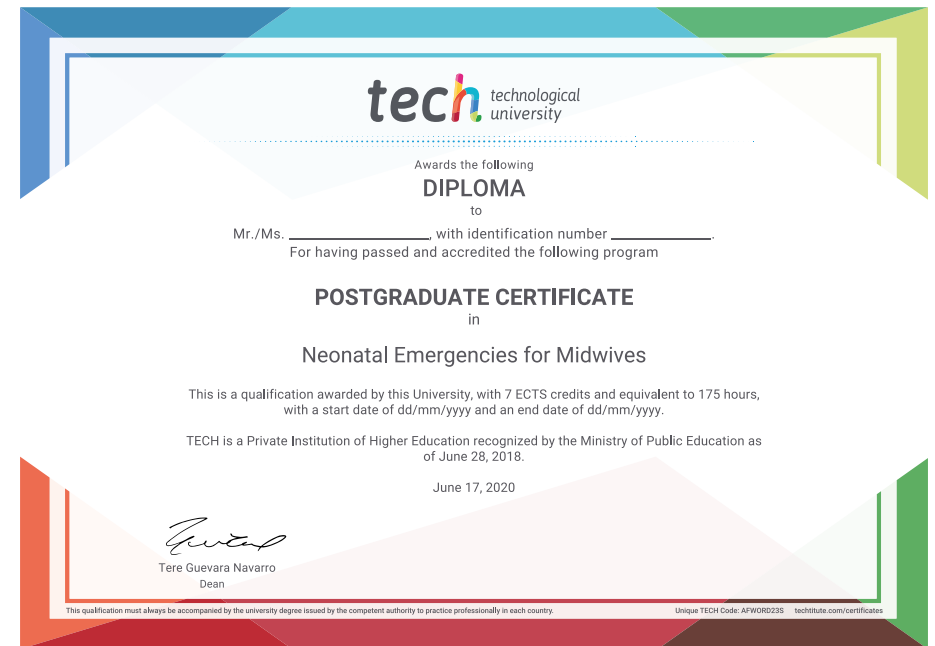 tech technological
university
Awards the following
DIPLOMA
to
Mr./Ms. ____________________, with identification number ______________.
For having passed and accredited the following program
POSTGRADUATE CERTIFICATE
in
Neonatal Emergencies for Midwives
This is a qualification awarded by this University, with 7 ECTS credits and equivalent to 175 hours,
with a start date of dd/mm/yyyy and an end date of dd/mm/yyyy.
TECH is a Private Institution of Higher Education recognized by the Ministry of Public Education as
of June 28, 2018.
June 17, 2020
Tere Guevara Navarro
Dean
This qualification must always be accompanied by the university degree issued by the competent authority to practice professionally in each country. Unique TECH Code: AFWORD23S techtitute.com/certificates